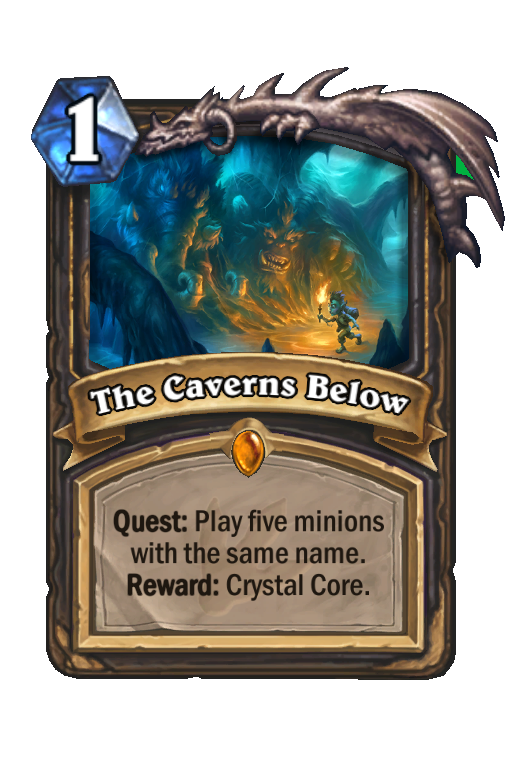 1
The Caverns Below
Quest: Play five minions
with the same name.
Reward: Crystal Core.